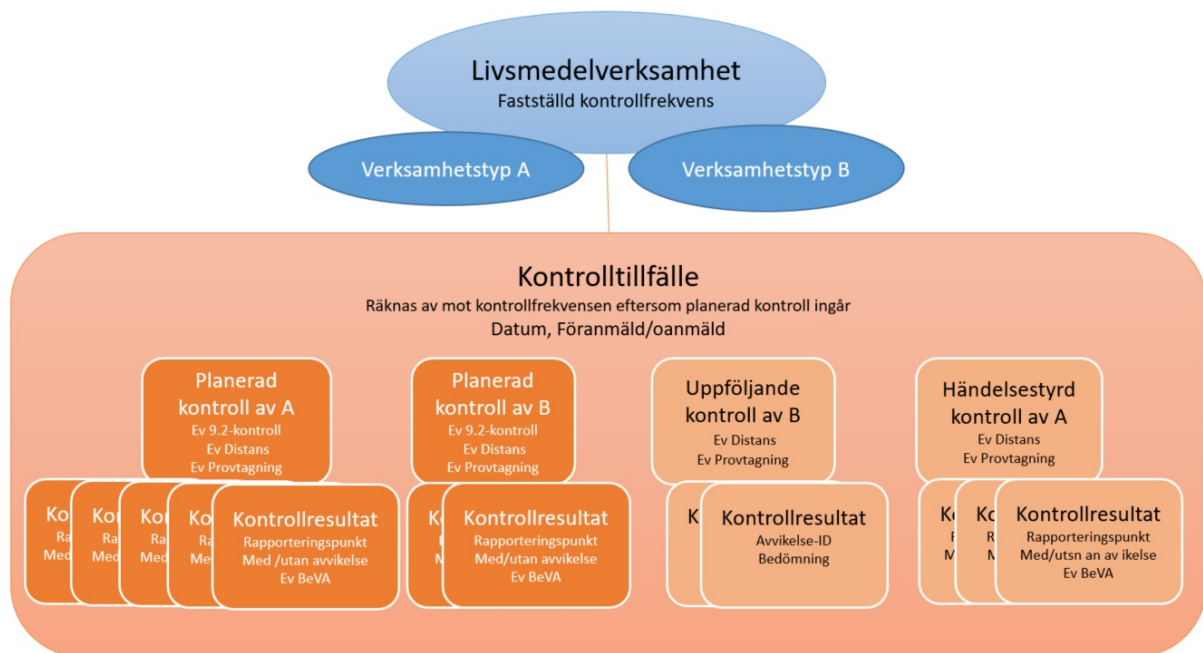 Livsmedelverksamhet
Fastställd kontrollfrekvens
Verksamhetstyp A
Verksamhetstyp B
Kontrolltillfälle
Räknas av mot kontrollfrekvensen eftersom planerad kontroll ingår
Datum, Föranmäld/oanmäld
Planerad
kontroll av A
Ev 9.2-kontroll
Ev Distans
Ev Provtagning
Planerad
kontroll av B
Ev 9.2-kontroll
Ev Distans
Ev Provtagning
Uppföljande
kontroll av B
Ev Distans
Ev Provtagning
Händelsestyrd
kontroll av A
Ev Distans
Ev Provtagning
Kontrollresultat
Rapporteringspunkt
Med /utan avvikelse
Ev BeVA
Kontrollresultat
Rapporteringspunkt
Med/utan avvikelse
Ev BeVA
Kontrollresultat
Avvikelse-ID
Bedömning
Kontrollresultat
Rapporteringspunkt
Med/utsn an av ikelse
Ev BeVA